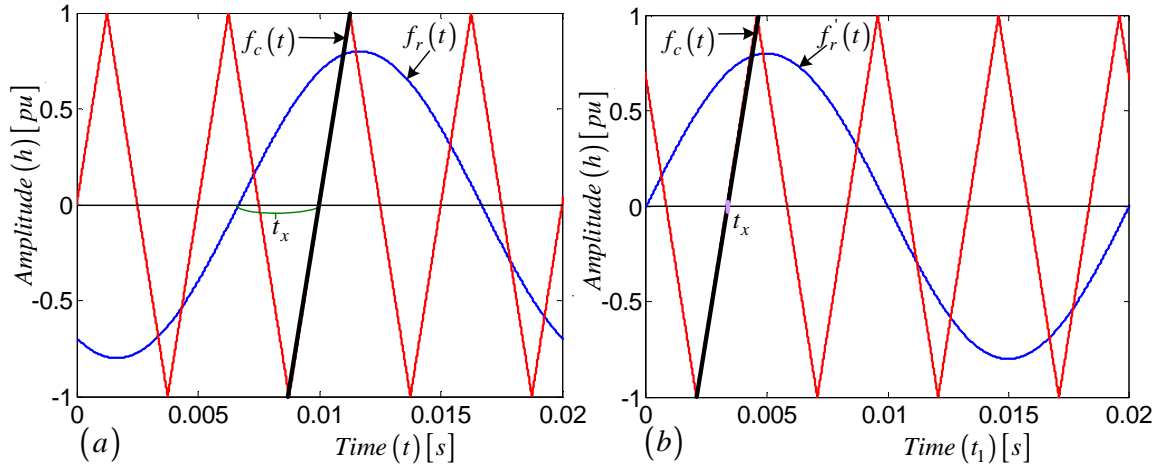 f_c(t)
f_r(t)
1
0.5
0
-0.5
-1
Amplitude (h) [pu]
t_x
0
0.005
0.01
0.015
0.02
(a)
Time (t) [s]
f_c(t)
f_r'(t)
1
0.5
0
-0.5
-1
Amplitude (h) [pu]
t_x
0
0.005
0.01
0.015
0.02
(b)
Time (t_1) [s]